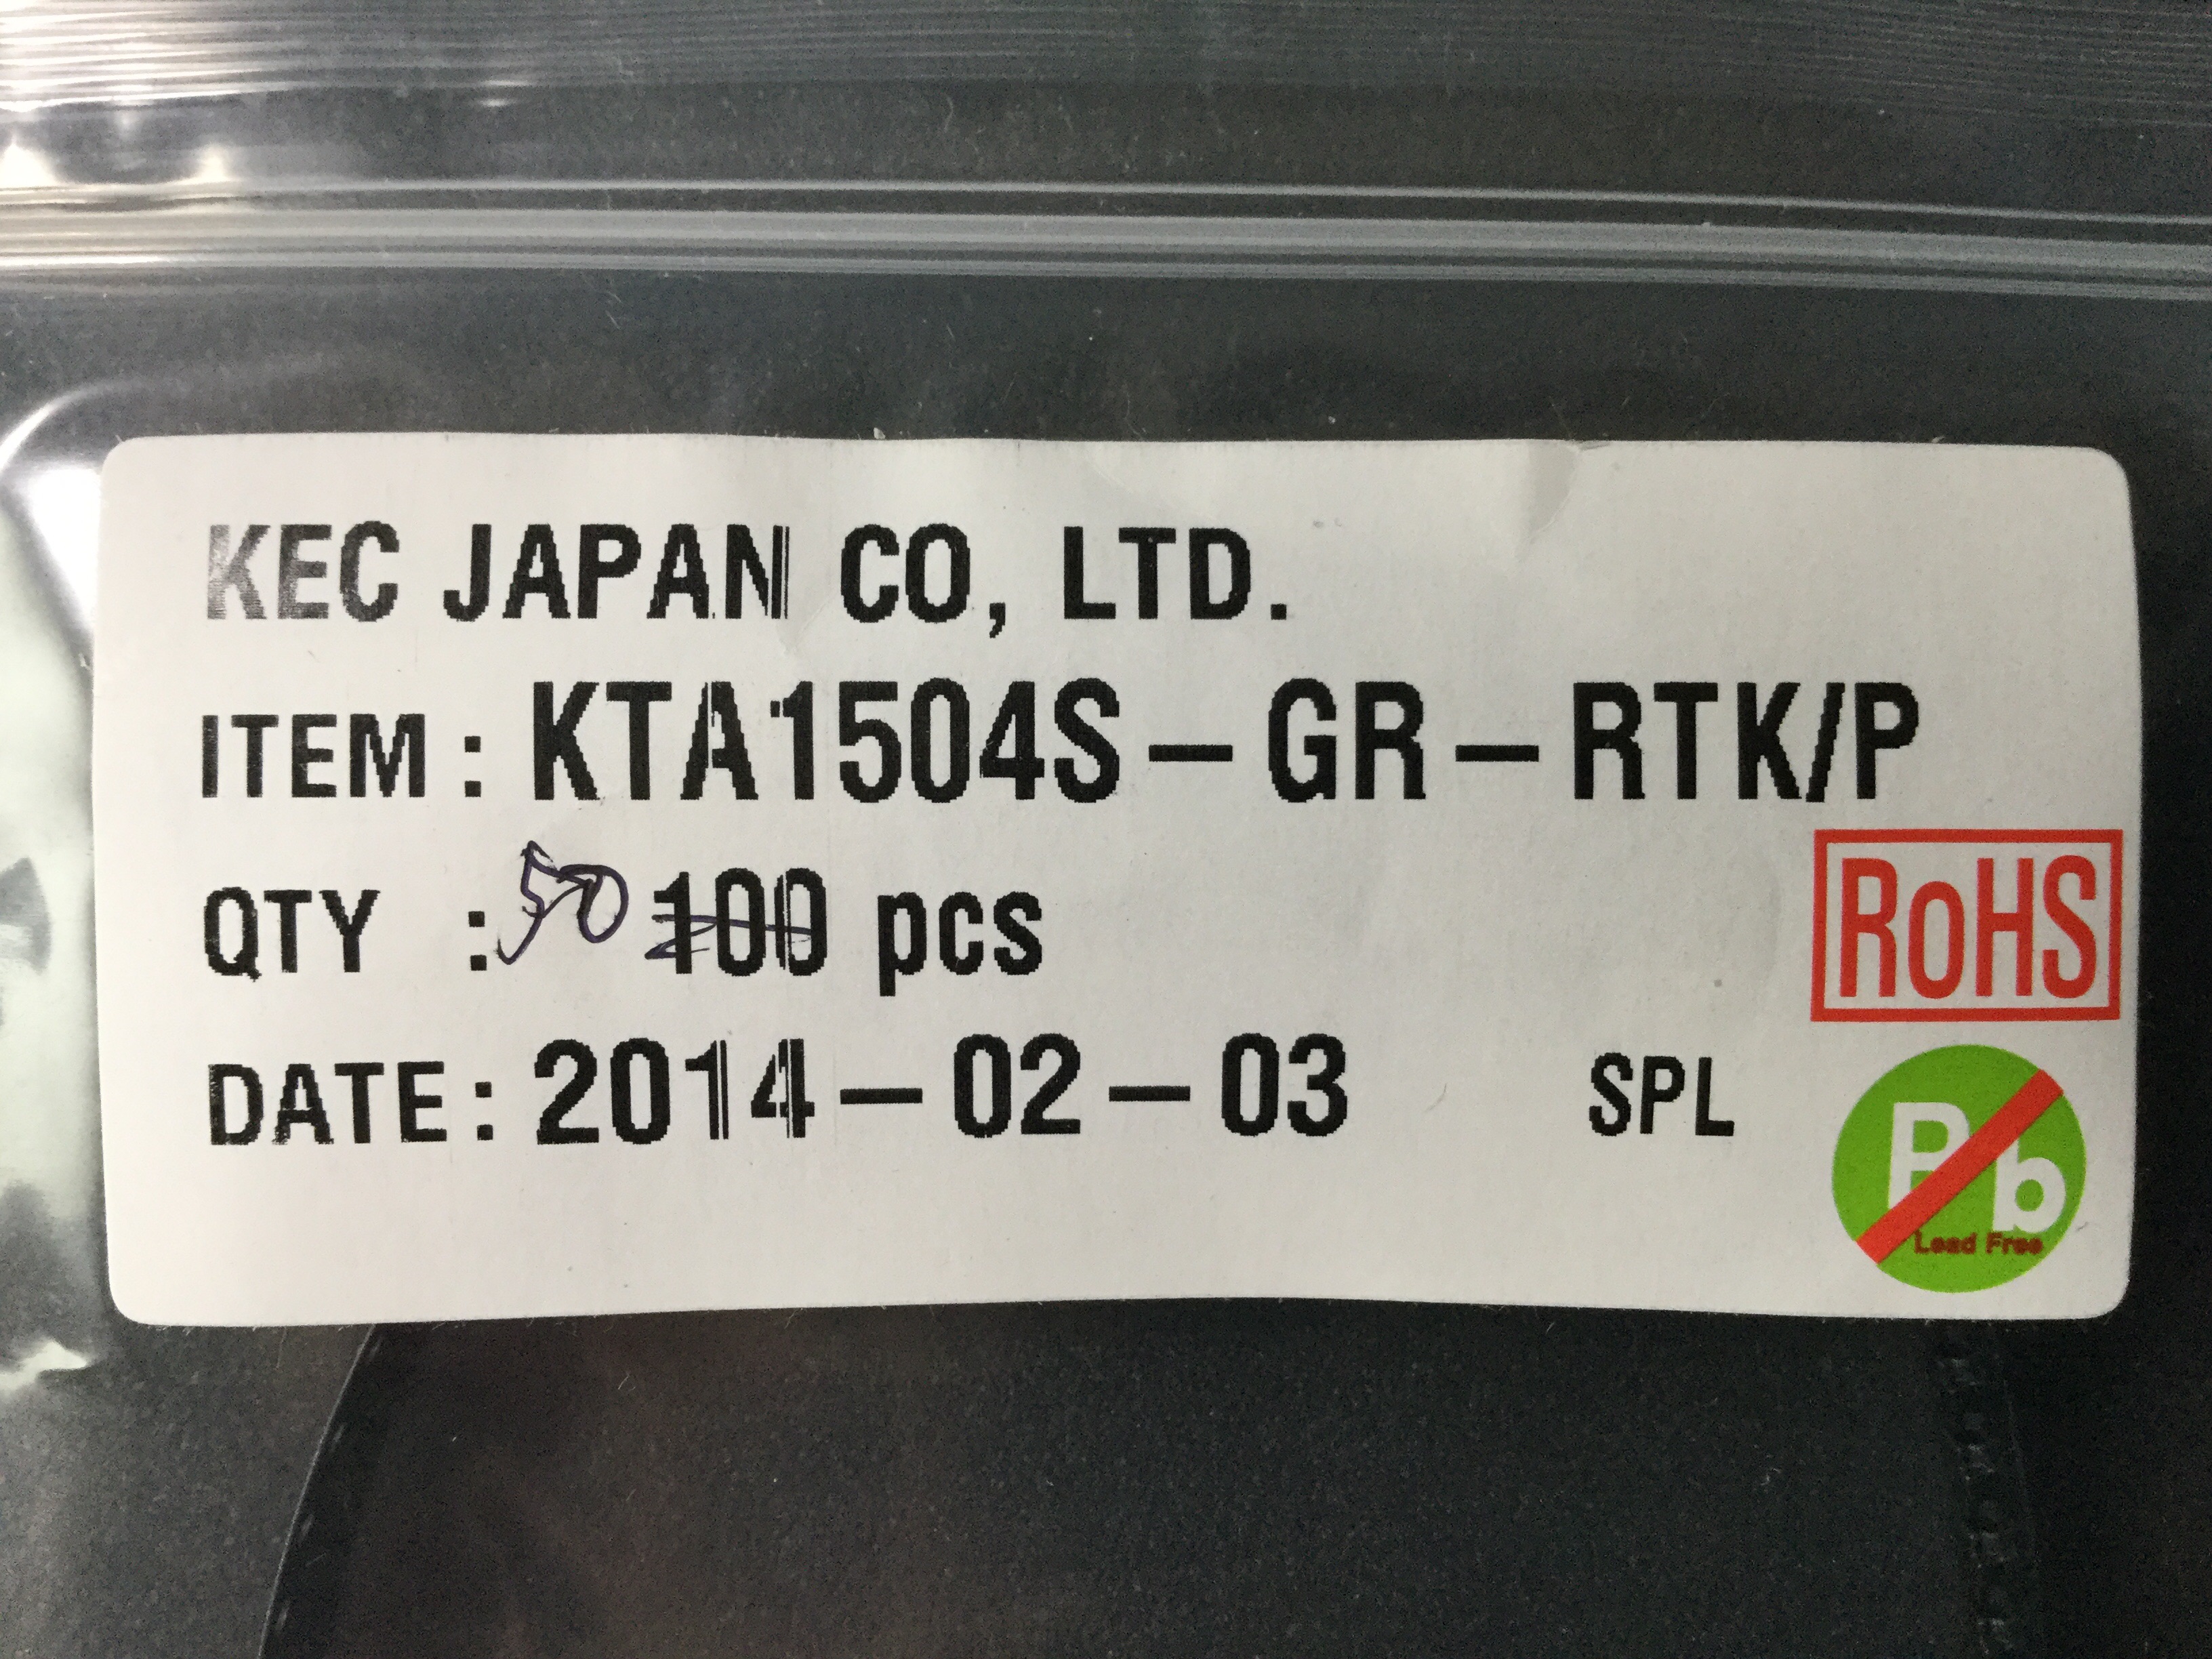 KEC JAPAN CO, LTD.
ITEM : KTA1504S-GR-RTK/P
QTY : 50 100 pcs
RoHS
DATE : 2014-02-03 SPL
Pb
Lead Free